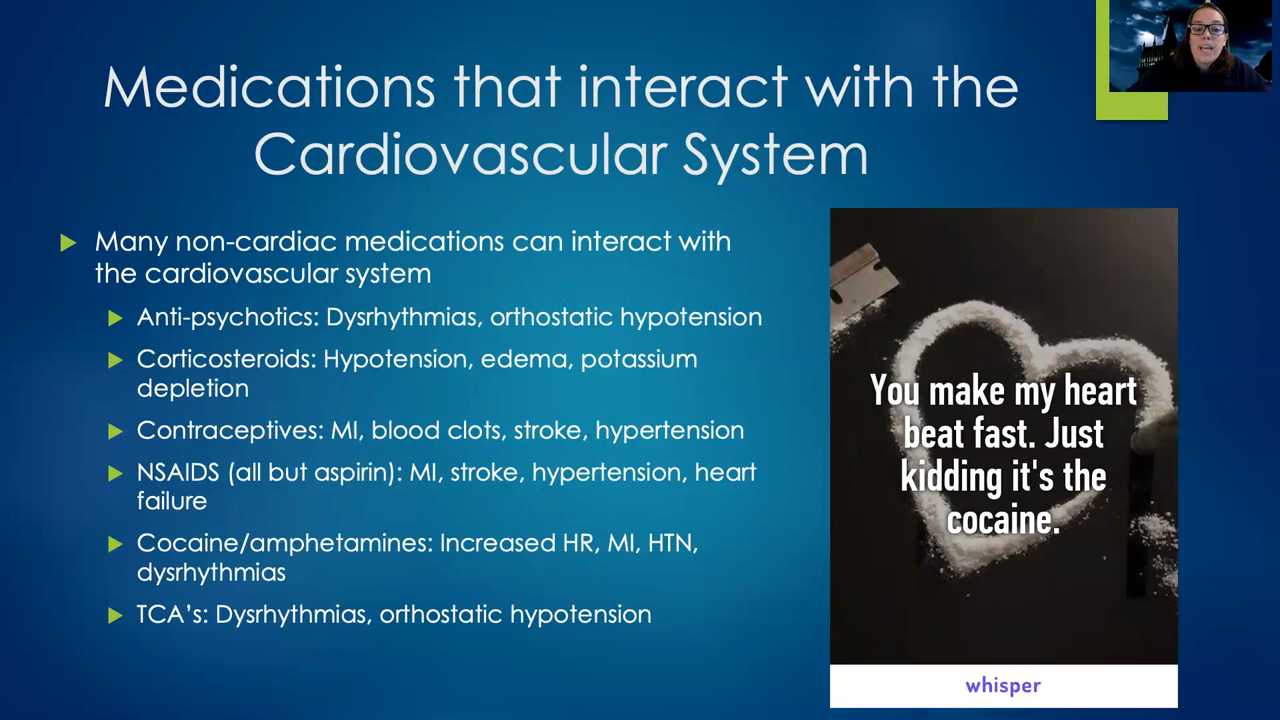 Medications that interact with the
Cardiovascular System
Many non-cardiac medications can interact with
the cardiovascular system
Anti-psychotics: Dysrhythmias, orthostatic hypotension
Corticosteroids: Hypotension, edema, potassium
depletion
Contraceptives: MI, blood clots, stroke, hypertension
NSAIDS (all but aspirin): MI, stroke, hypertension, heart
failure
Cocaine/amphetamines: Increased HR, MI, HTN,
dysrhythmias
TCA's: Dysrhythmias, orthostatic hypotension
You make my heart
beat fast. Just
kidding it's the
cocaine.
whisper